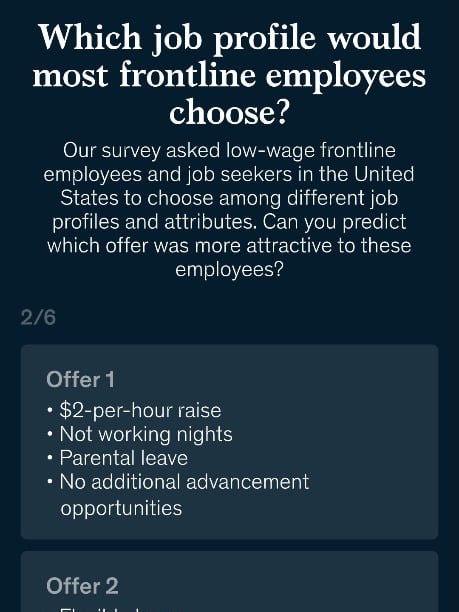 Which job profile would
most frontline employees
choose?
Our survey asked low-wage frontline
employees and job seekers in the United
States to choose among different job
profiles and attributes. Can you predict
which offer was more attractive to these
employees?
2/6
Offer 1
• $2-per-hour raise
• Not working nights
• Parental leave
• No additional advancement
opportunities
Offer 2